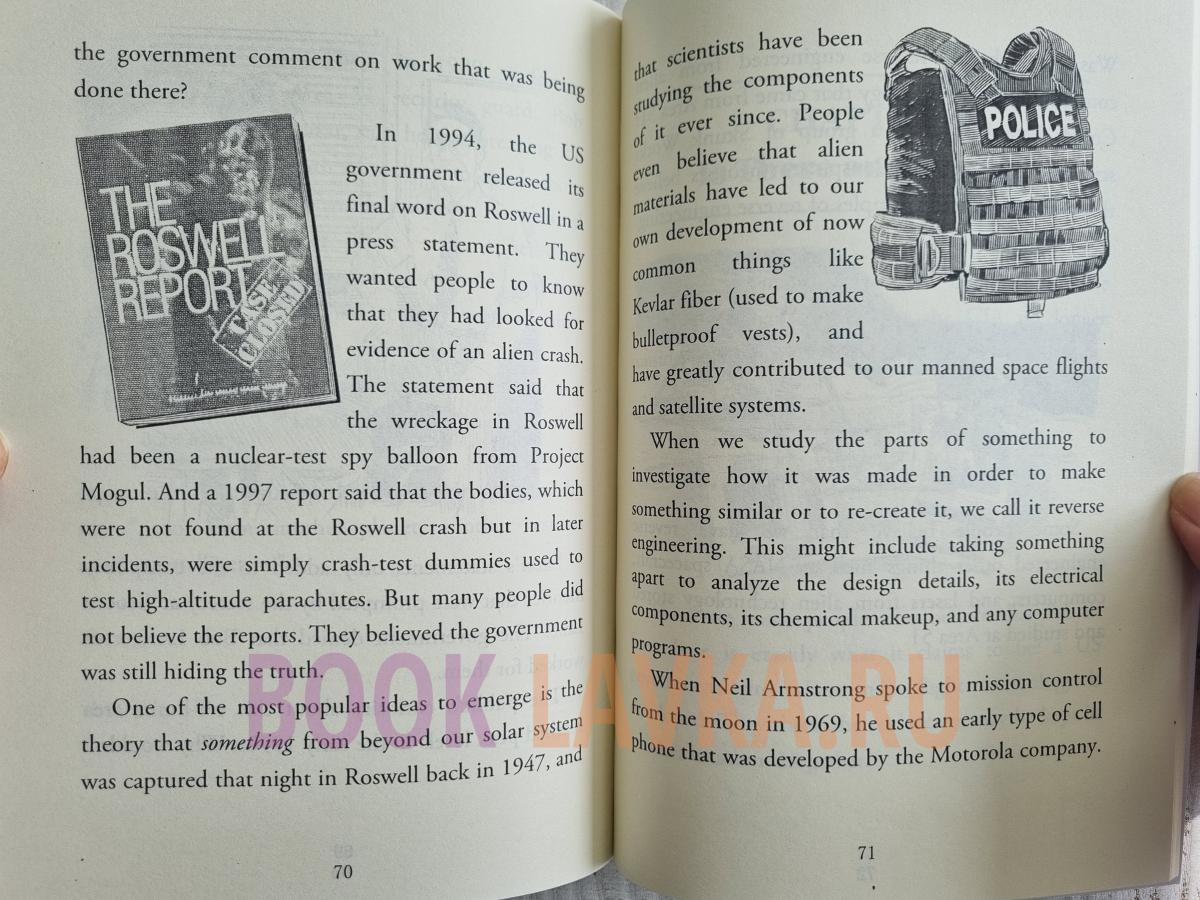 the government comment on work that was being
done there?
THE
ROSWELL
REPORT
CASE
CLOSED
In 1994, the US
government released its
final word on Roswell in a
press statement. They
wanted people to know
that they had looked for
evidence of an alien crash.
The statement said that
the wreckage in Roswell
had been a nuclear-test spy balloon from Project
Mogul. And a 1997 report said that the bodies, which
were not found at the Roswell crash but in later
incidents, were simply crash-test dummies used to
test high-altitude parachutes. But many people did
not believe the reports. They believed the government
was still hiding the truth.
One of the most popular ideas to emerge is the
theory that something from beyond our solar system
was captured that night in Roswell back in 1947, and
70
that scientists have been
studying the components
of it ever since. People
even believe that alien
materials have led to our
own development of now
common things like
Kevlar fiber (used to make
bulletproof vests), and
have greatly contributed to our manned space flights
and satellite systems.
POLICE
When we study the parts of something to
investigate how it was made in order to make
something similar or to re-create it, we call it reverse
engineering. This might include taking something
apart to analyze the design details, its electrical
components, its chemical makeup, and any computer
programs.
When Neil Armstrong spoke to mission control
from the moon in 1969, he used an early type of cell
phone that was developed by the Motorola company.
71
BOOK LAVKA.RU